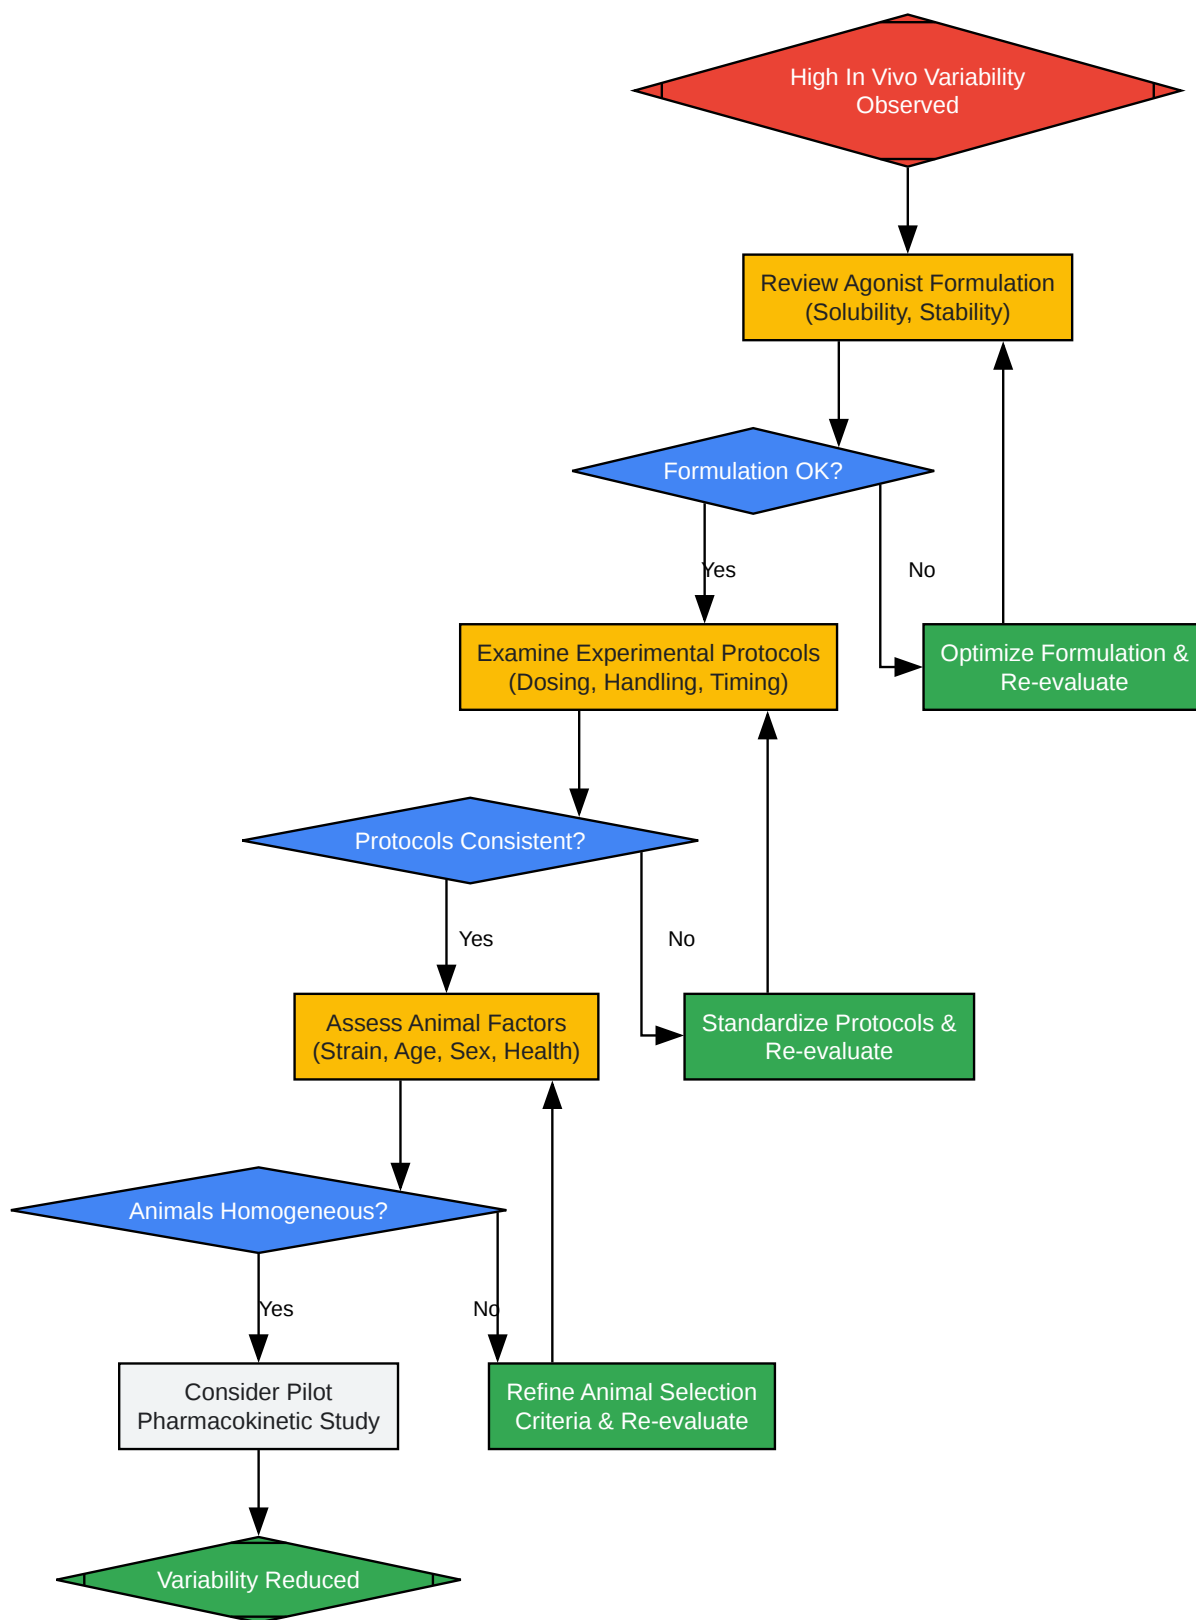 High In Vivo Variability
Observed
Review Agonist Formulation
(Solubility, Stability)
Formulation OK?
Yes
No
Examine Experimental Protocols
(Dosing, Handling, Timing)
Optimize Formulation &
Re-evaluate
Protocols Consistent?
Yes
No
Assess Animal Factors
(Strain, Age, Sex, Health)
Standardize Protocols &
Re-evaluate
Animals Homogeneous?
Yes
No
Consider Pilot
Pharmacokinetic Study
Refine Animal Selection
Criteria & Re-evaluate
Variability Reduced